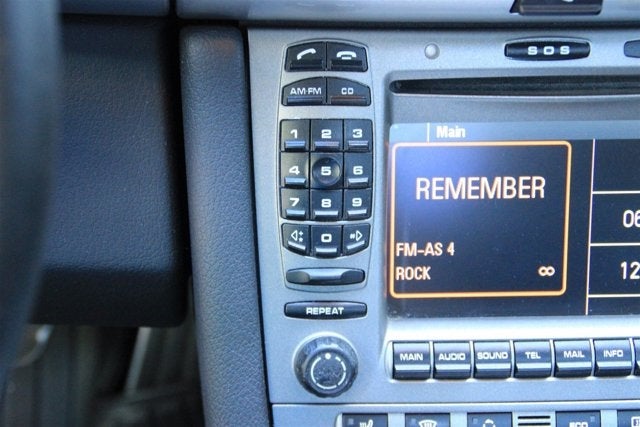 SOS
AM·FM CD
1 2 3
4 5 6
7 8 9
0
REPEAT
Main
REMEMBER
FM-AS 4
ROCK ∞
06
12
MAIN AUDIO SOUND TEL MAIL INFO
ECO